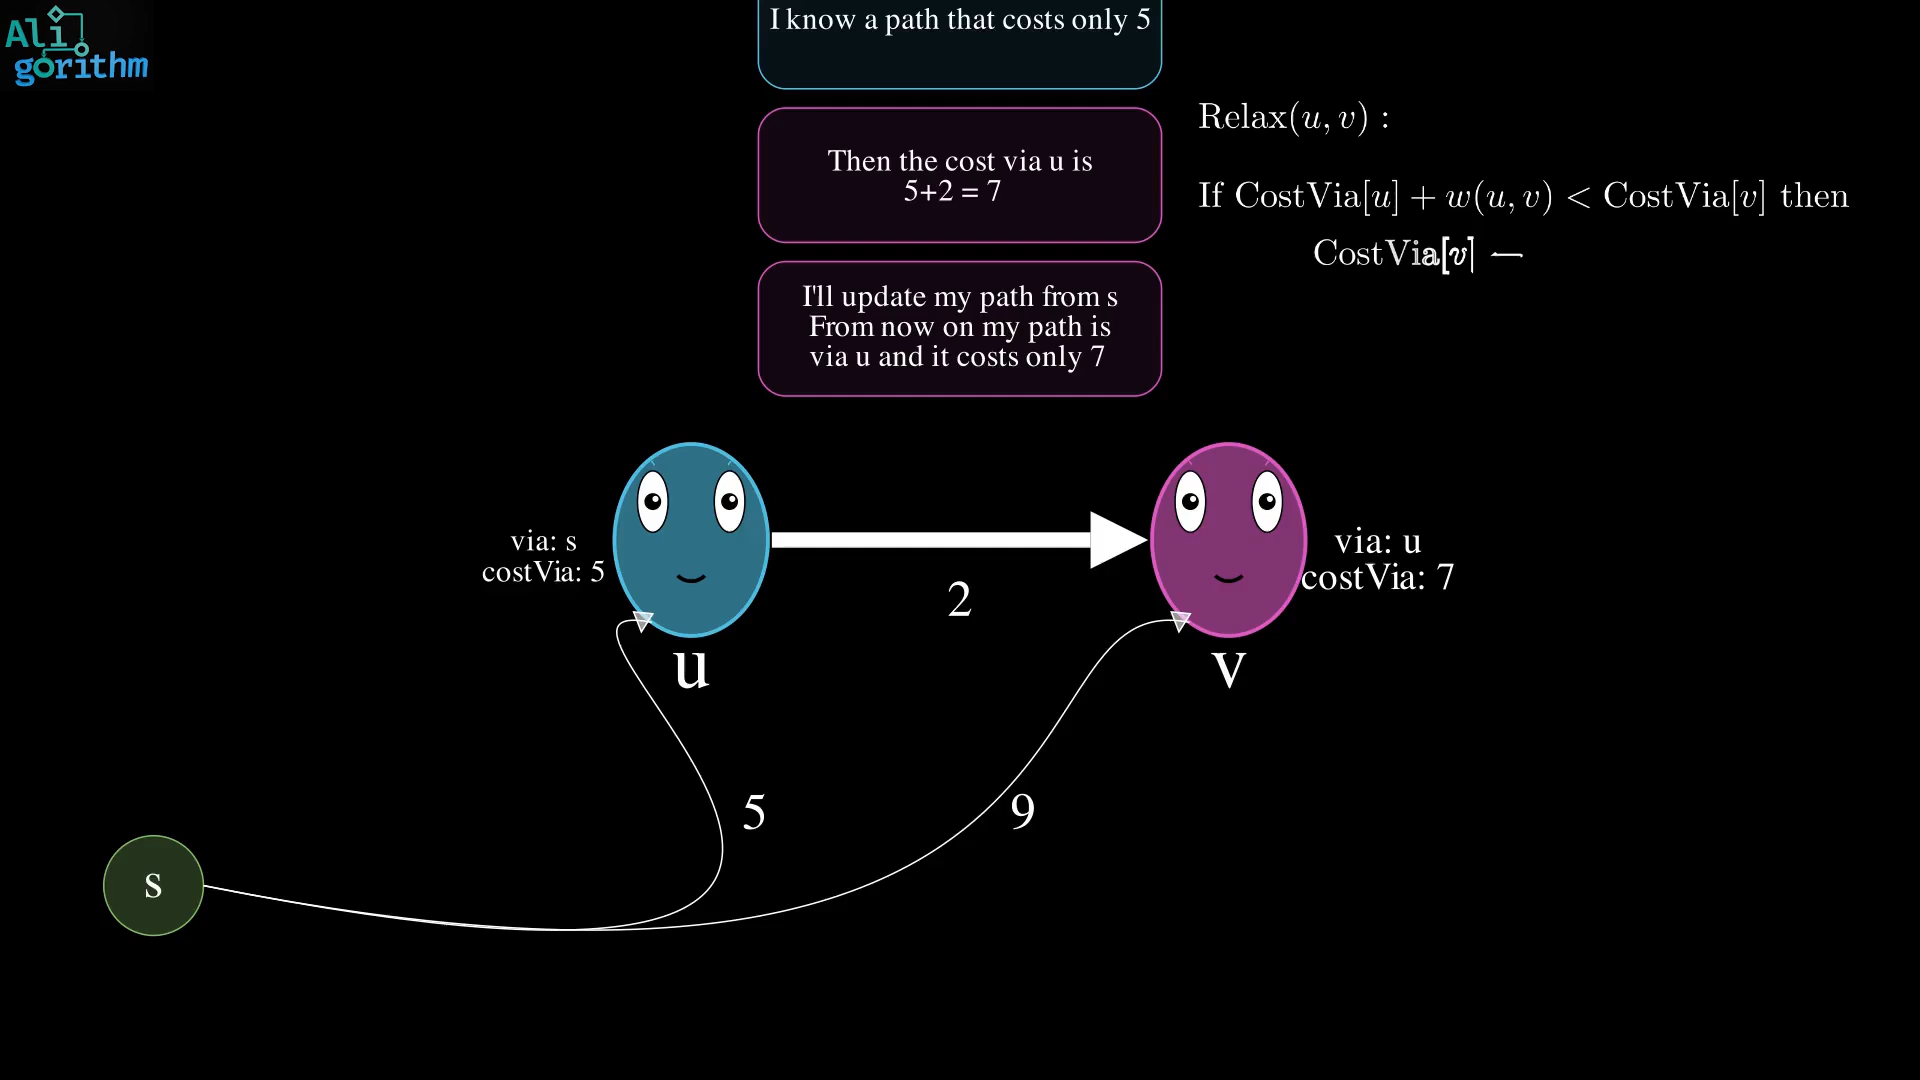 Ali
gorithm
I know a path that costs only 5
Then the cost via u is
5+2 = 7
I'll update my path from s
From now on my path is
via u and it costs only 7
Relax(u, v) :
If CostVia[u] + w(u, v) < CostVia[v] then
CostVia[v] ←
via: s
costVia: 5
u
2
via: u
costVia: 7
v
5
9
s